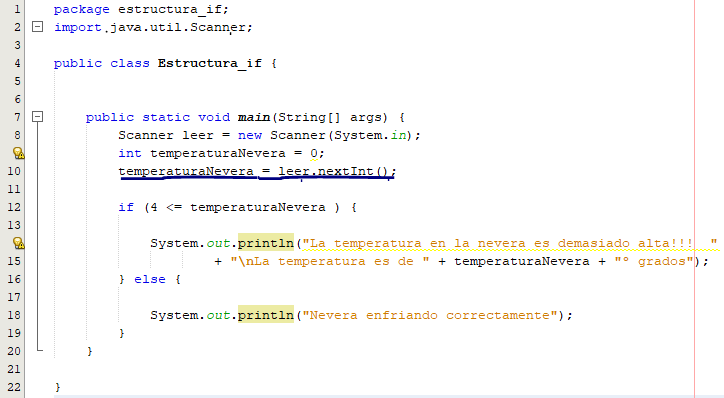 1 package estructura_if;
2 import java.util.Scanner;
3
4 public class Estructura_if {
5
6
7 public static void main(String[] args) {
8 Scanner leer = new Scanner(System.in);
int temperaturaNevera = 0;
10 temperaturaNevera = leer.nextInt();
11
12 if (4 <= temperaturaNevera ) {
13
System.out.println("La temperatura en la nevera es demasiado alta!!!  "
15 + "\nLa temperatura es de " + temperaturaNevera + "° grados");
16 } else {
17
18 System.out.println("Nevera enfriando correctamente");
19 }
20 }
21
22 }